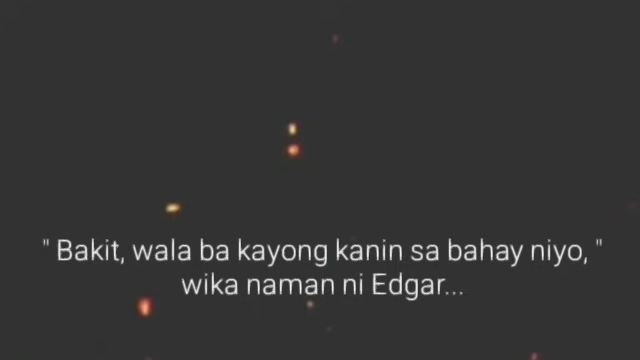 " Bakit, wala ba kayong kanin sa bahay niyo, "
wika naman ni Edgar...